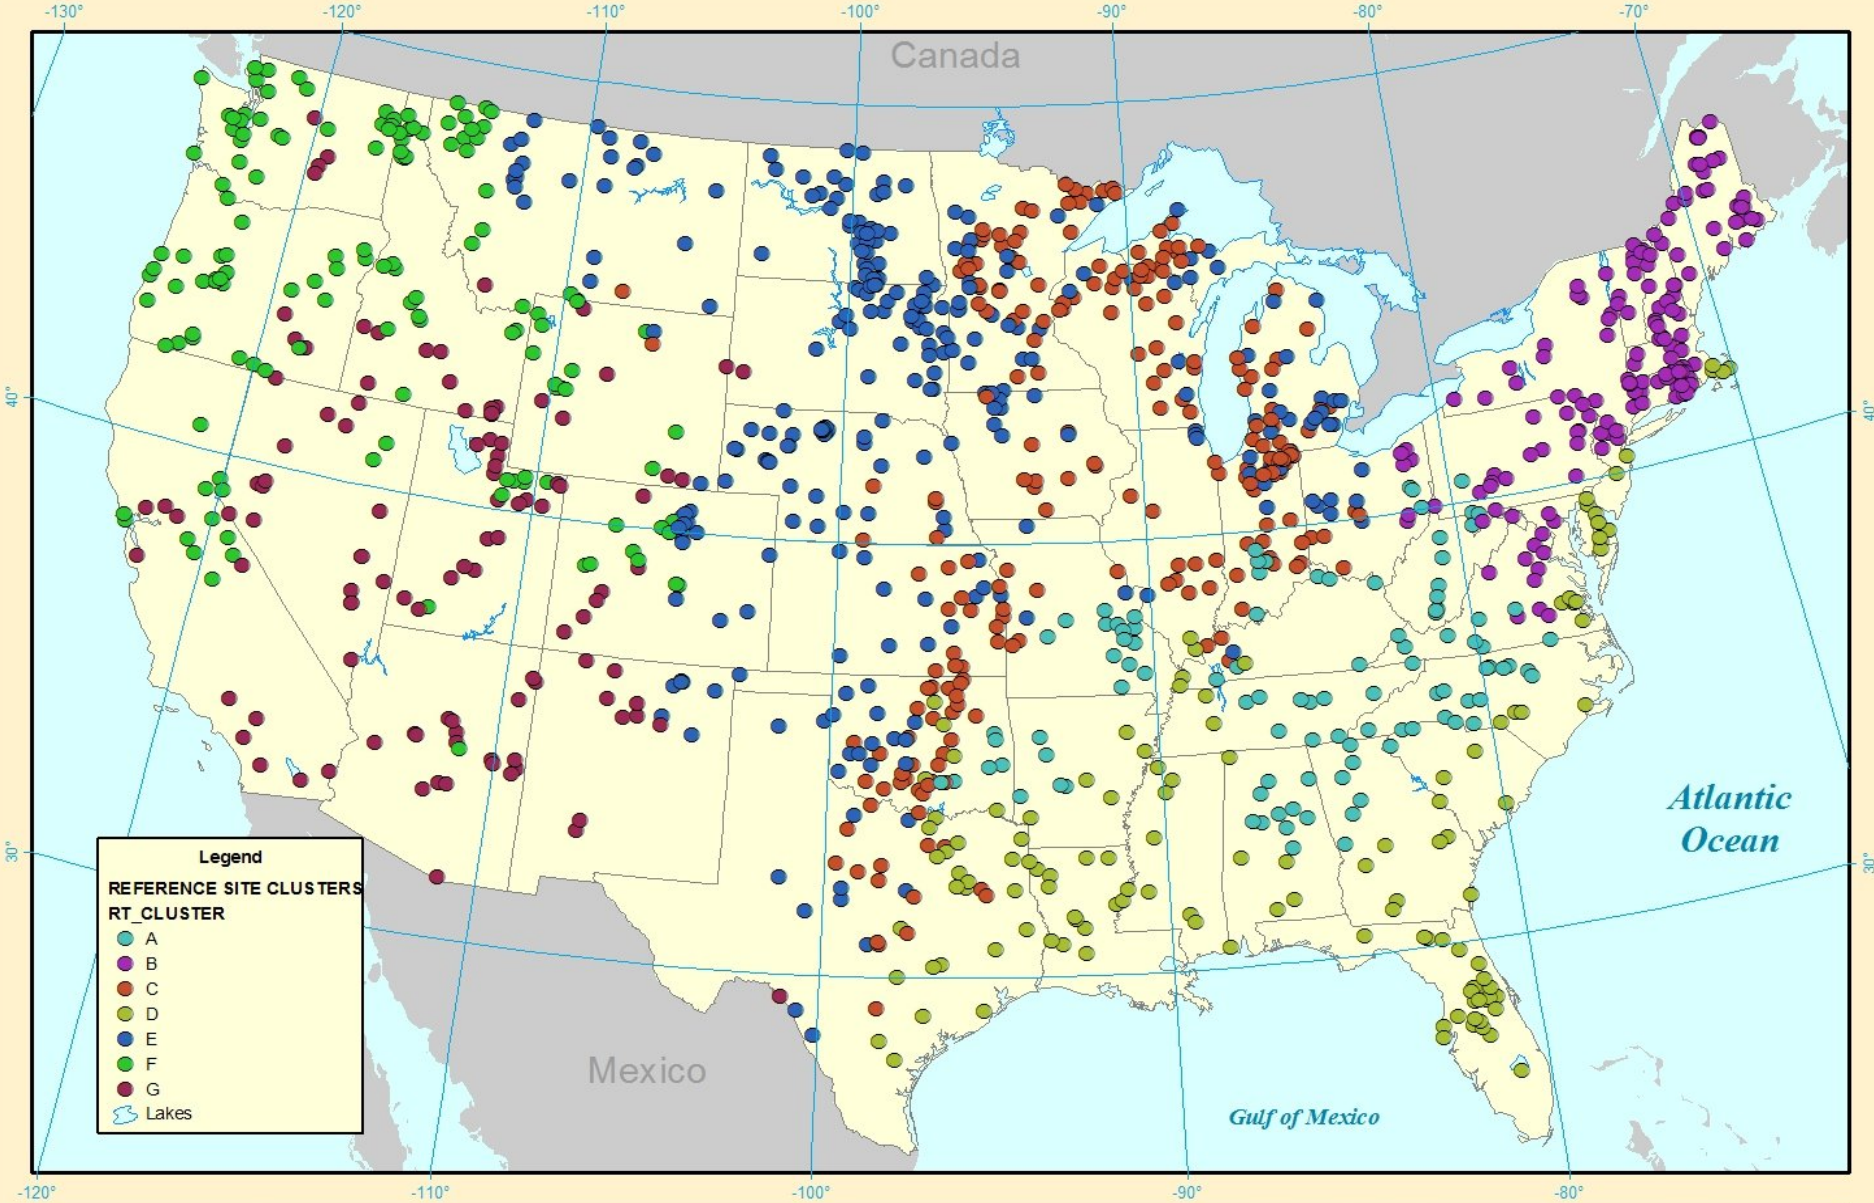 -130° -120° -110° -100° -90° -80° -70°
Canada
40° 40°
Atlantic
Ocean
30° 30°
Legend
REFERENCE SITE CLUSTERS
RT_CLUSTER
A
B
C
D
E
F
G
Lakes
Mexico
Gulf of Mexico
-120° -110° -100° -90° -80°